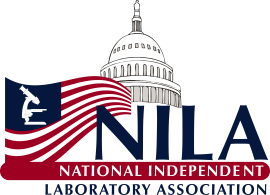 NILA
NATIONAL INDEPENDENT
LABORATORY ASSOCIATION